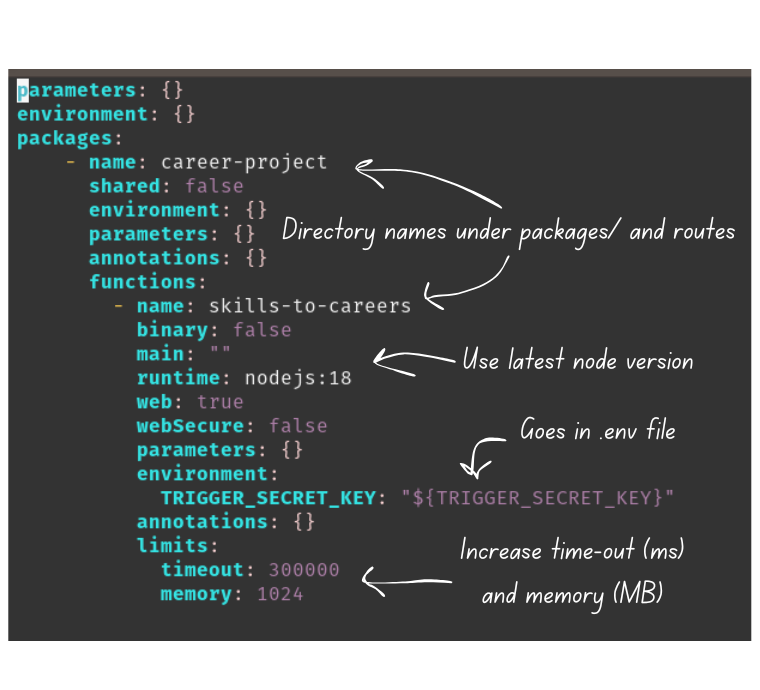 parameters: {}
environment: {}
packages:
- name: career-project
shared: false
environment: {}
parameters: {}
annotations: {}
Directory names under packages/ and routes
functions:
- name: skills-to-careers
binary: false
main: ""
Use latest node version
runtime: nodejs:18
web: true
webSecure: false
Goes in .env file
parameters: {}
environment:
TRIGGER_SECRET_KEY: "${TRIGGER_SECRET_KEY}"
annotations: {}
limits:
Increase time-out (ms)
and memory (MB)
timeout: 300000
memory: 1024